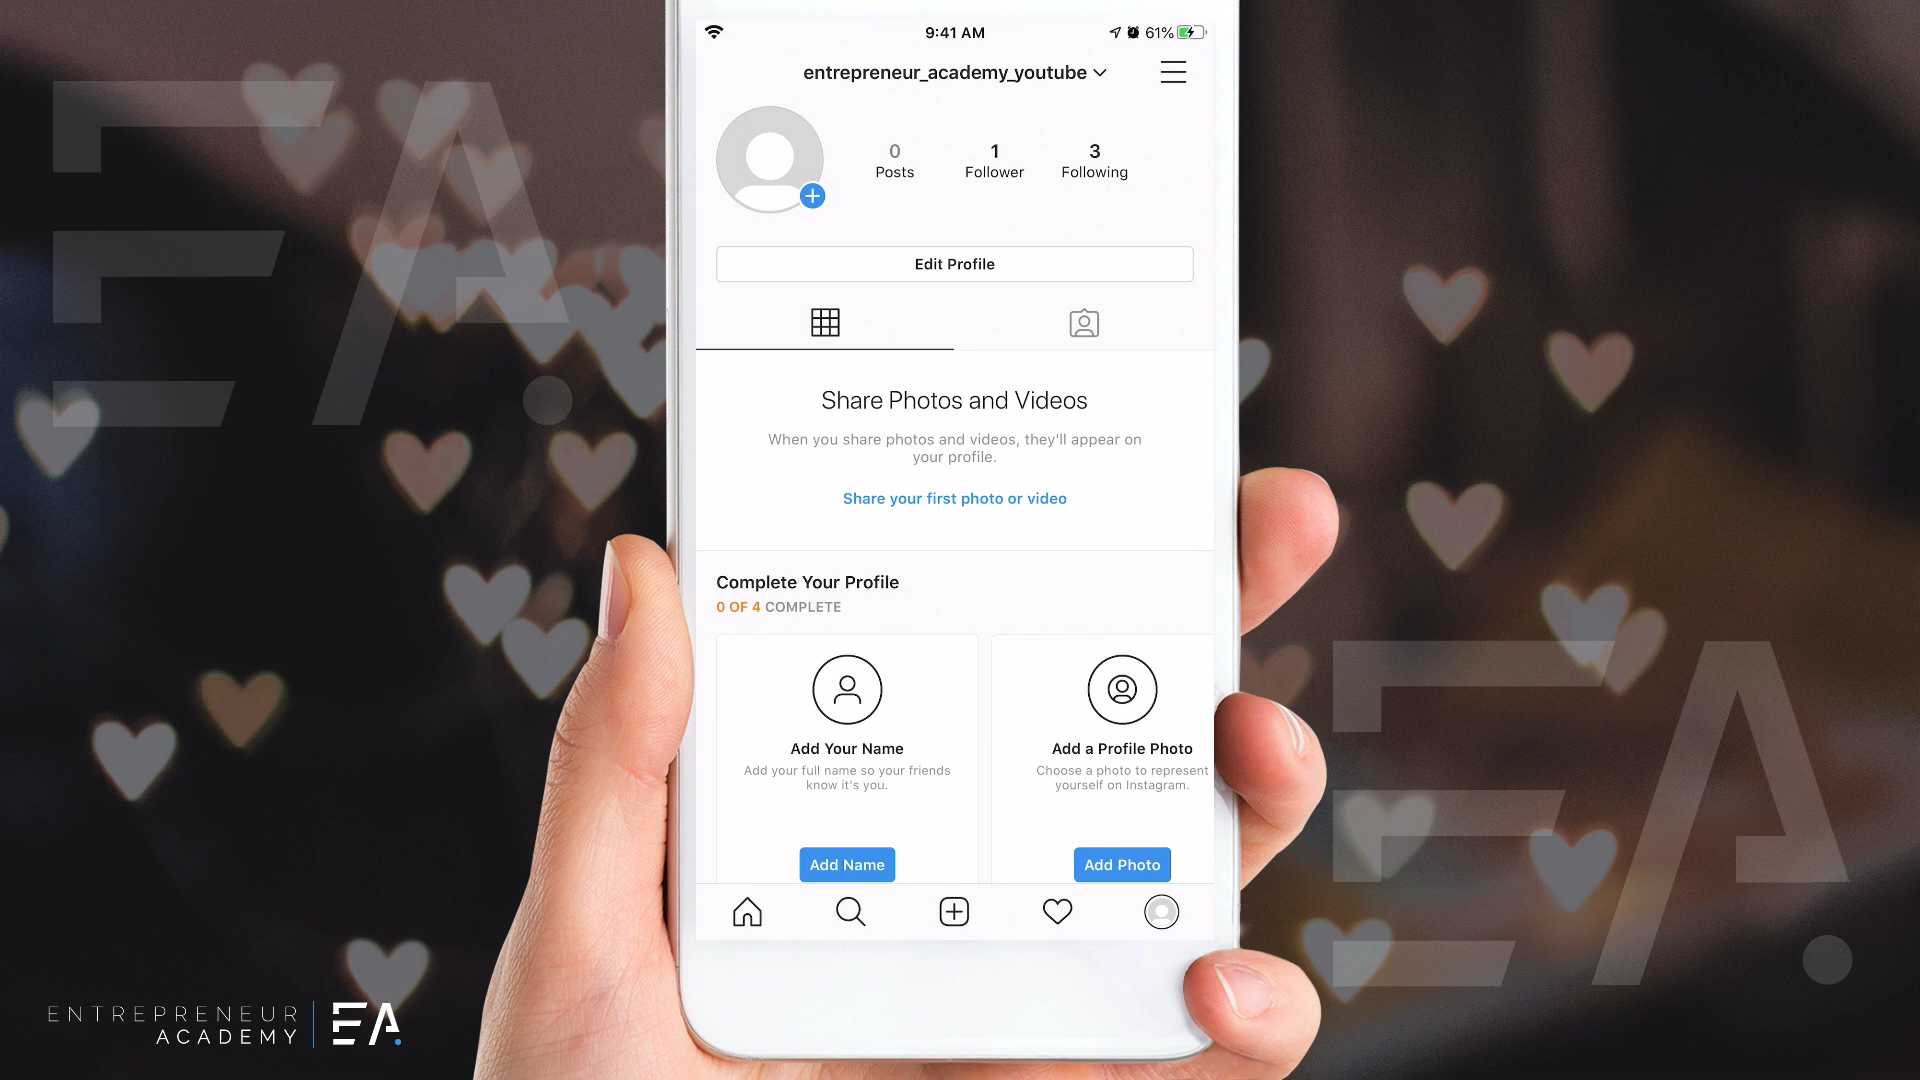 9:41 AM
61%
entrepreneur_academy_youtube
0
Posts
1
Follower
3
Following
Edit Profile
Share Photos and Videos
When you share photos and videos, they'll appear on
your profile.
Share your first photo or video
Complete Your Profile
0 OF 4 COMPLETE
Add Your Name
Add your full name so your friends
know it's you.
Add Name
Add a Profile Photo
Choose a photo to represent
yourself on Instagram.
Add Photo
EA.
EA.
ENTREPRENEUR
ACADEMY
EA.